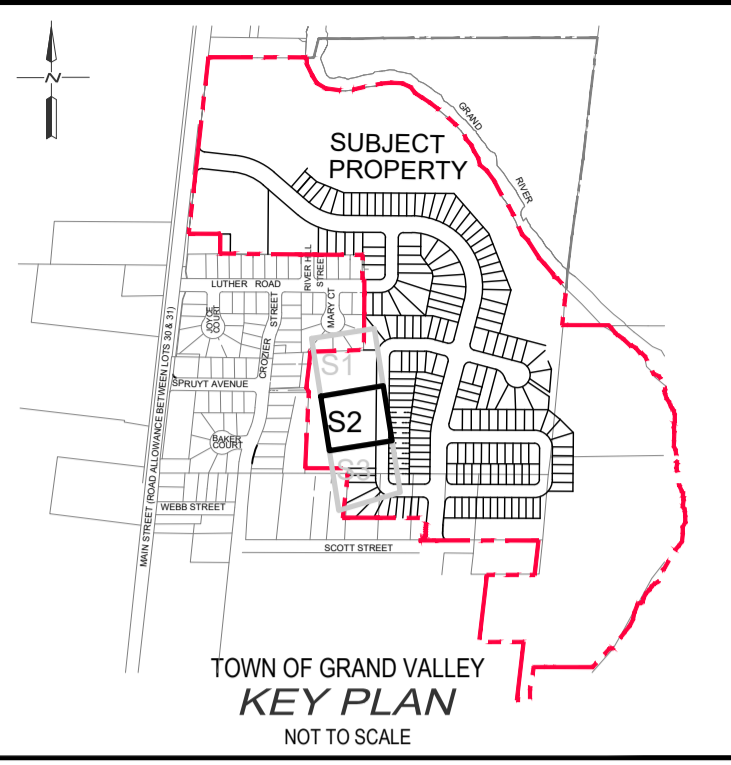 N
GRAND
RIVER
SUBJECT
PROPERTY
RIVER HILL
STREET
LUTHER ROAD
MARY CT
JOYCE
COURT
CROZIER
STREET
SPRUYT AVENUE
BAKER
COURT
S1
S2
S3
MAIN STREET (ROAD ALLOWANCE BETWEEN LOTS 30 & 31)
WEBB STREET
SCOTT STREET
TOWN OF GRAND VALLEY
KEY PLAN
NOT TO SCALE